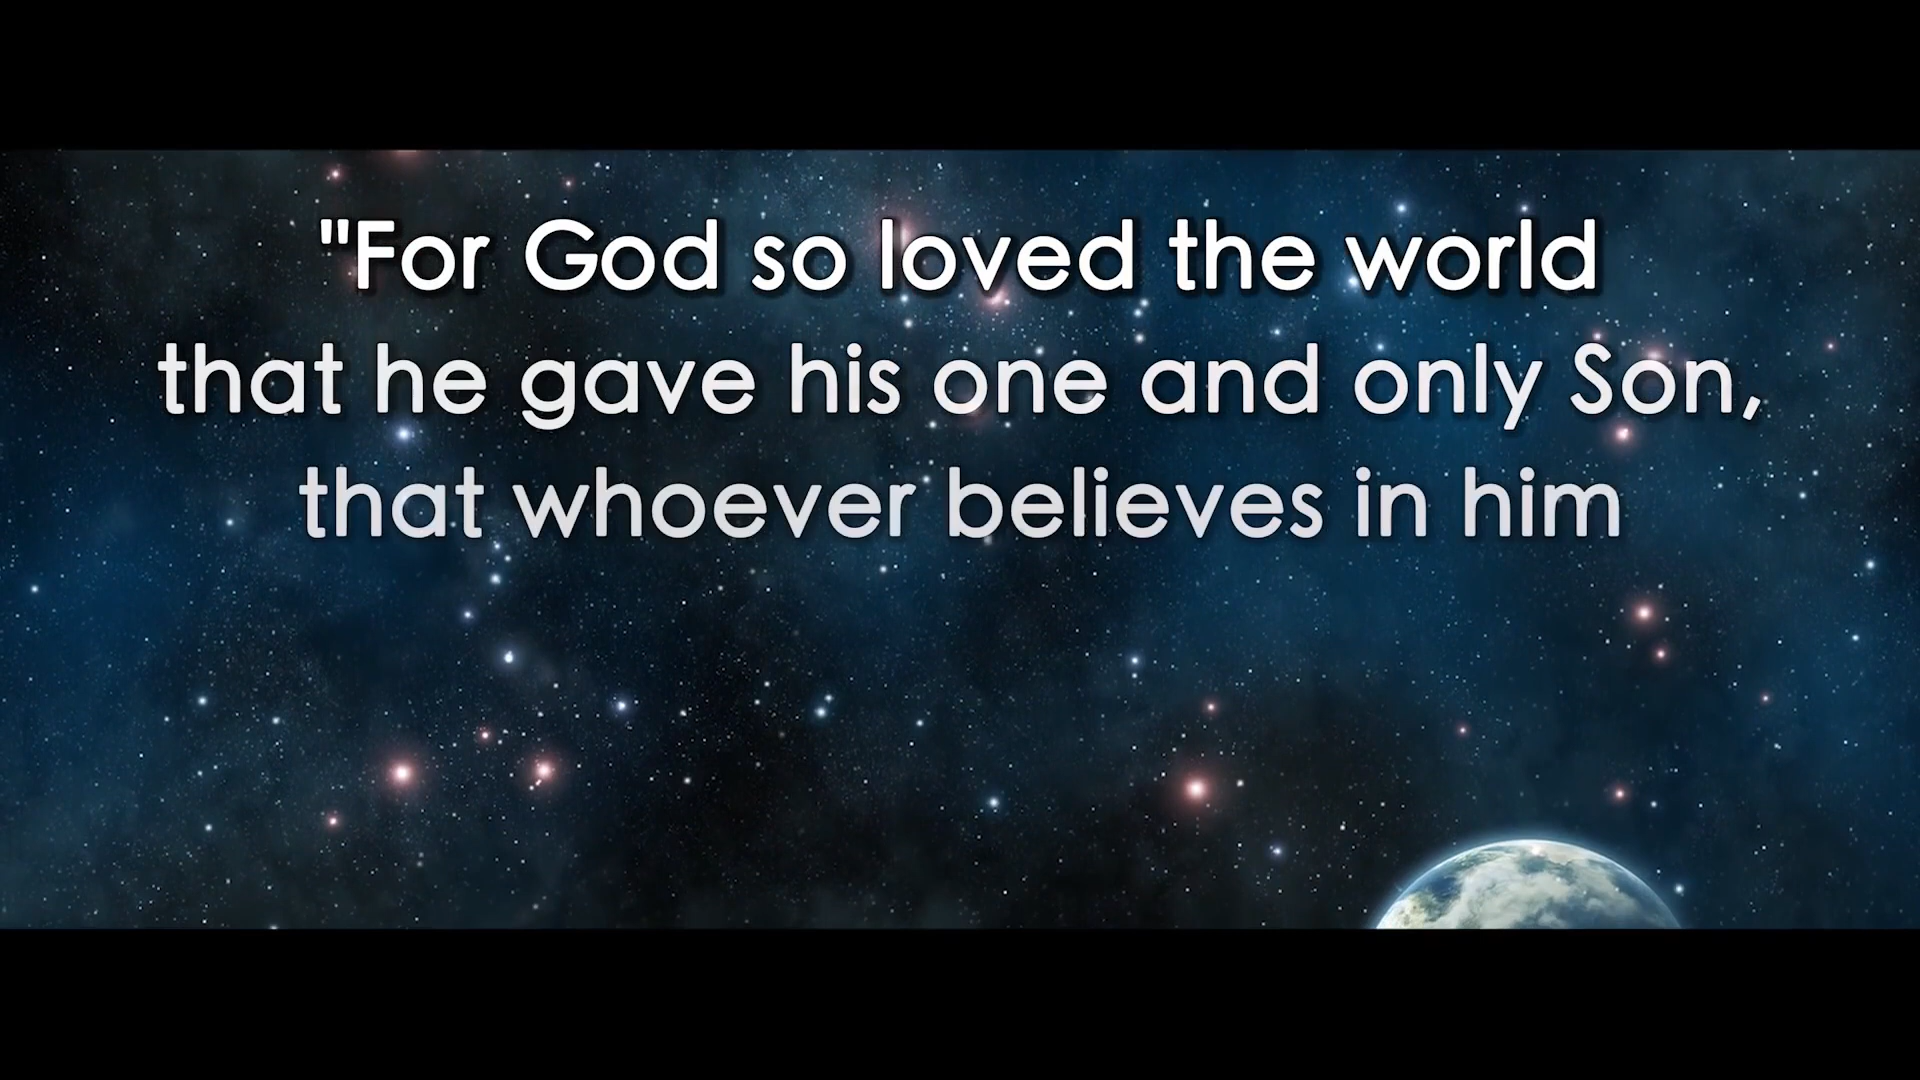 "For God so loved the world
that he gave his one and only Son,
that whoever believes in him